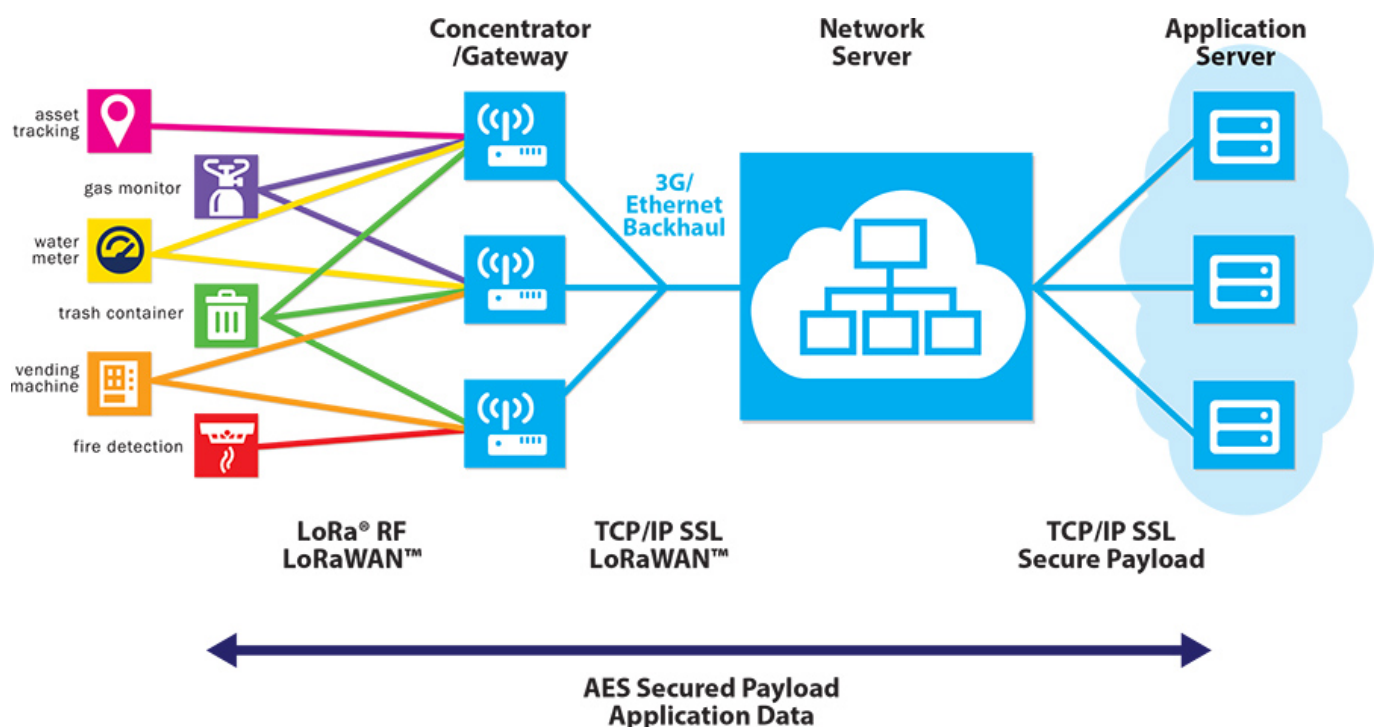 Concentrator
/Gateway
Network
Server
Application
Server
asset
tracking
gas monitor
water
meter
trash container
vending
machine
fire detection
3G/
Ethernet
Backhaul
LoRa® RF
LoRaWAN™
TCP/IP SSL
LoRaWAN™
TCP/IP SSL
Secure Payload
AES Secured Payload
Application Data